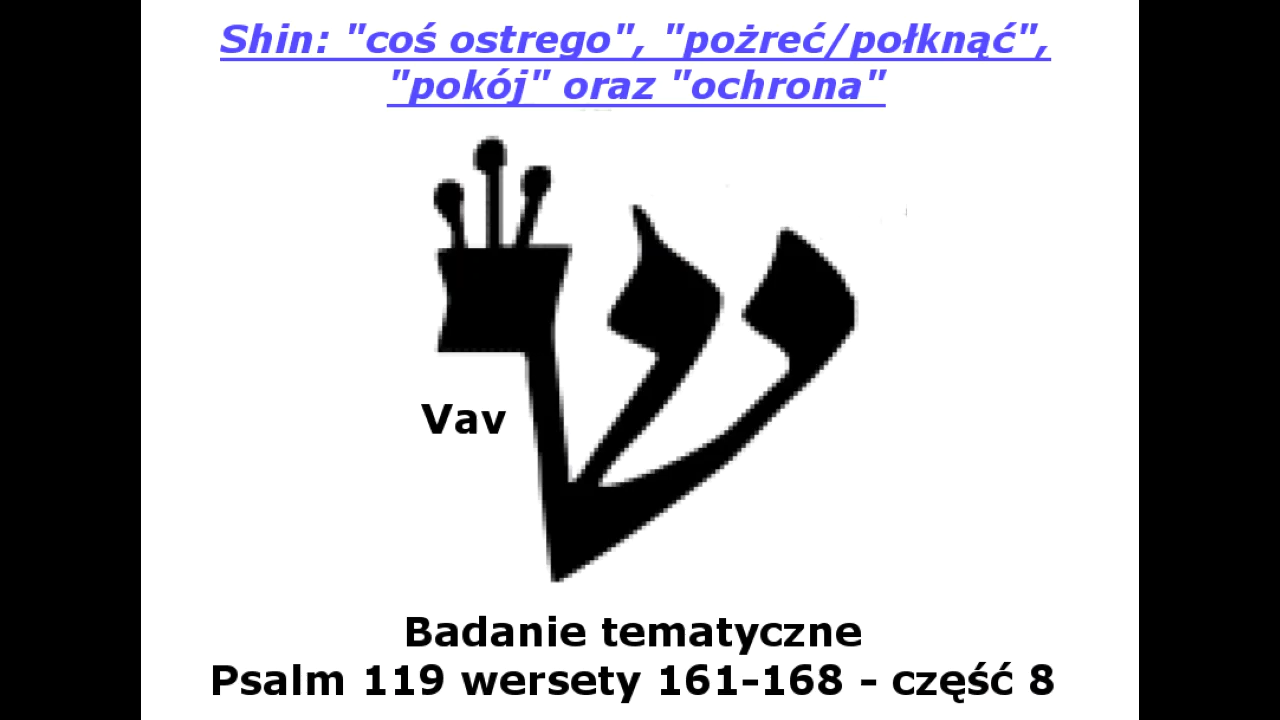 Shin: "coś ostrego", "pożreć/połknąć",
"pokój" oraz "ochrona"
ש
Vav
Badanie tematyczne
Psalm 119 wersety 161-168 - część 8